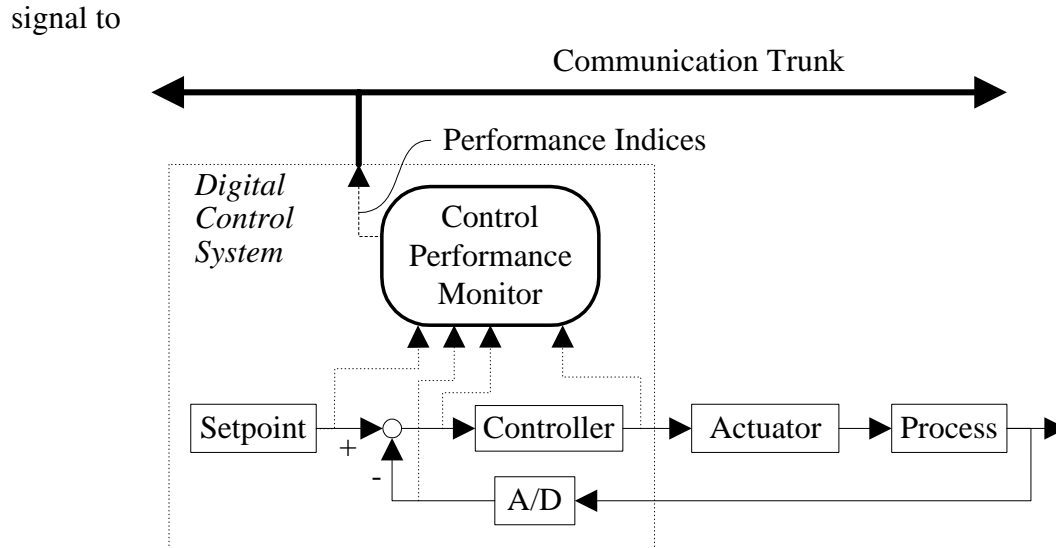 signal to
Communication Trunk
Performance Indices
Digital
Control
System
Control
Performance
Monitor
Setpoint
+
-
Controller
Actuator
Process
A/D